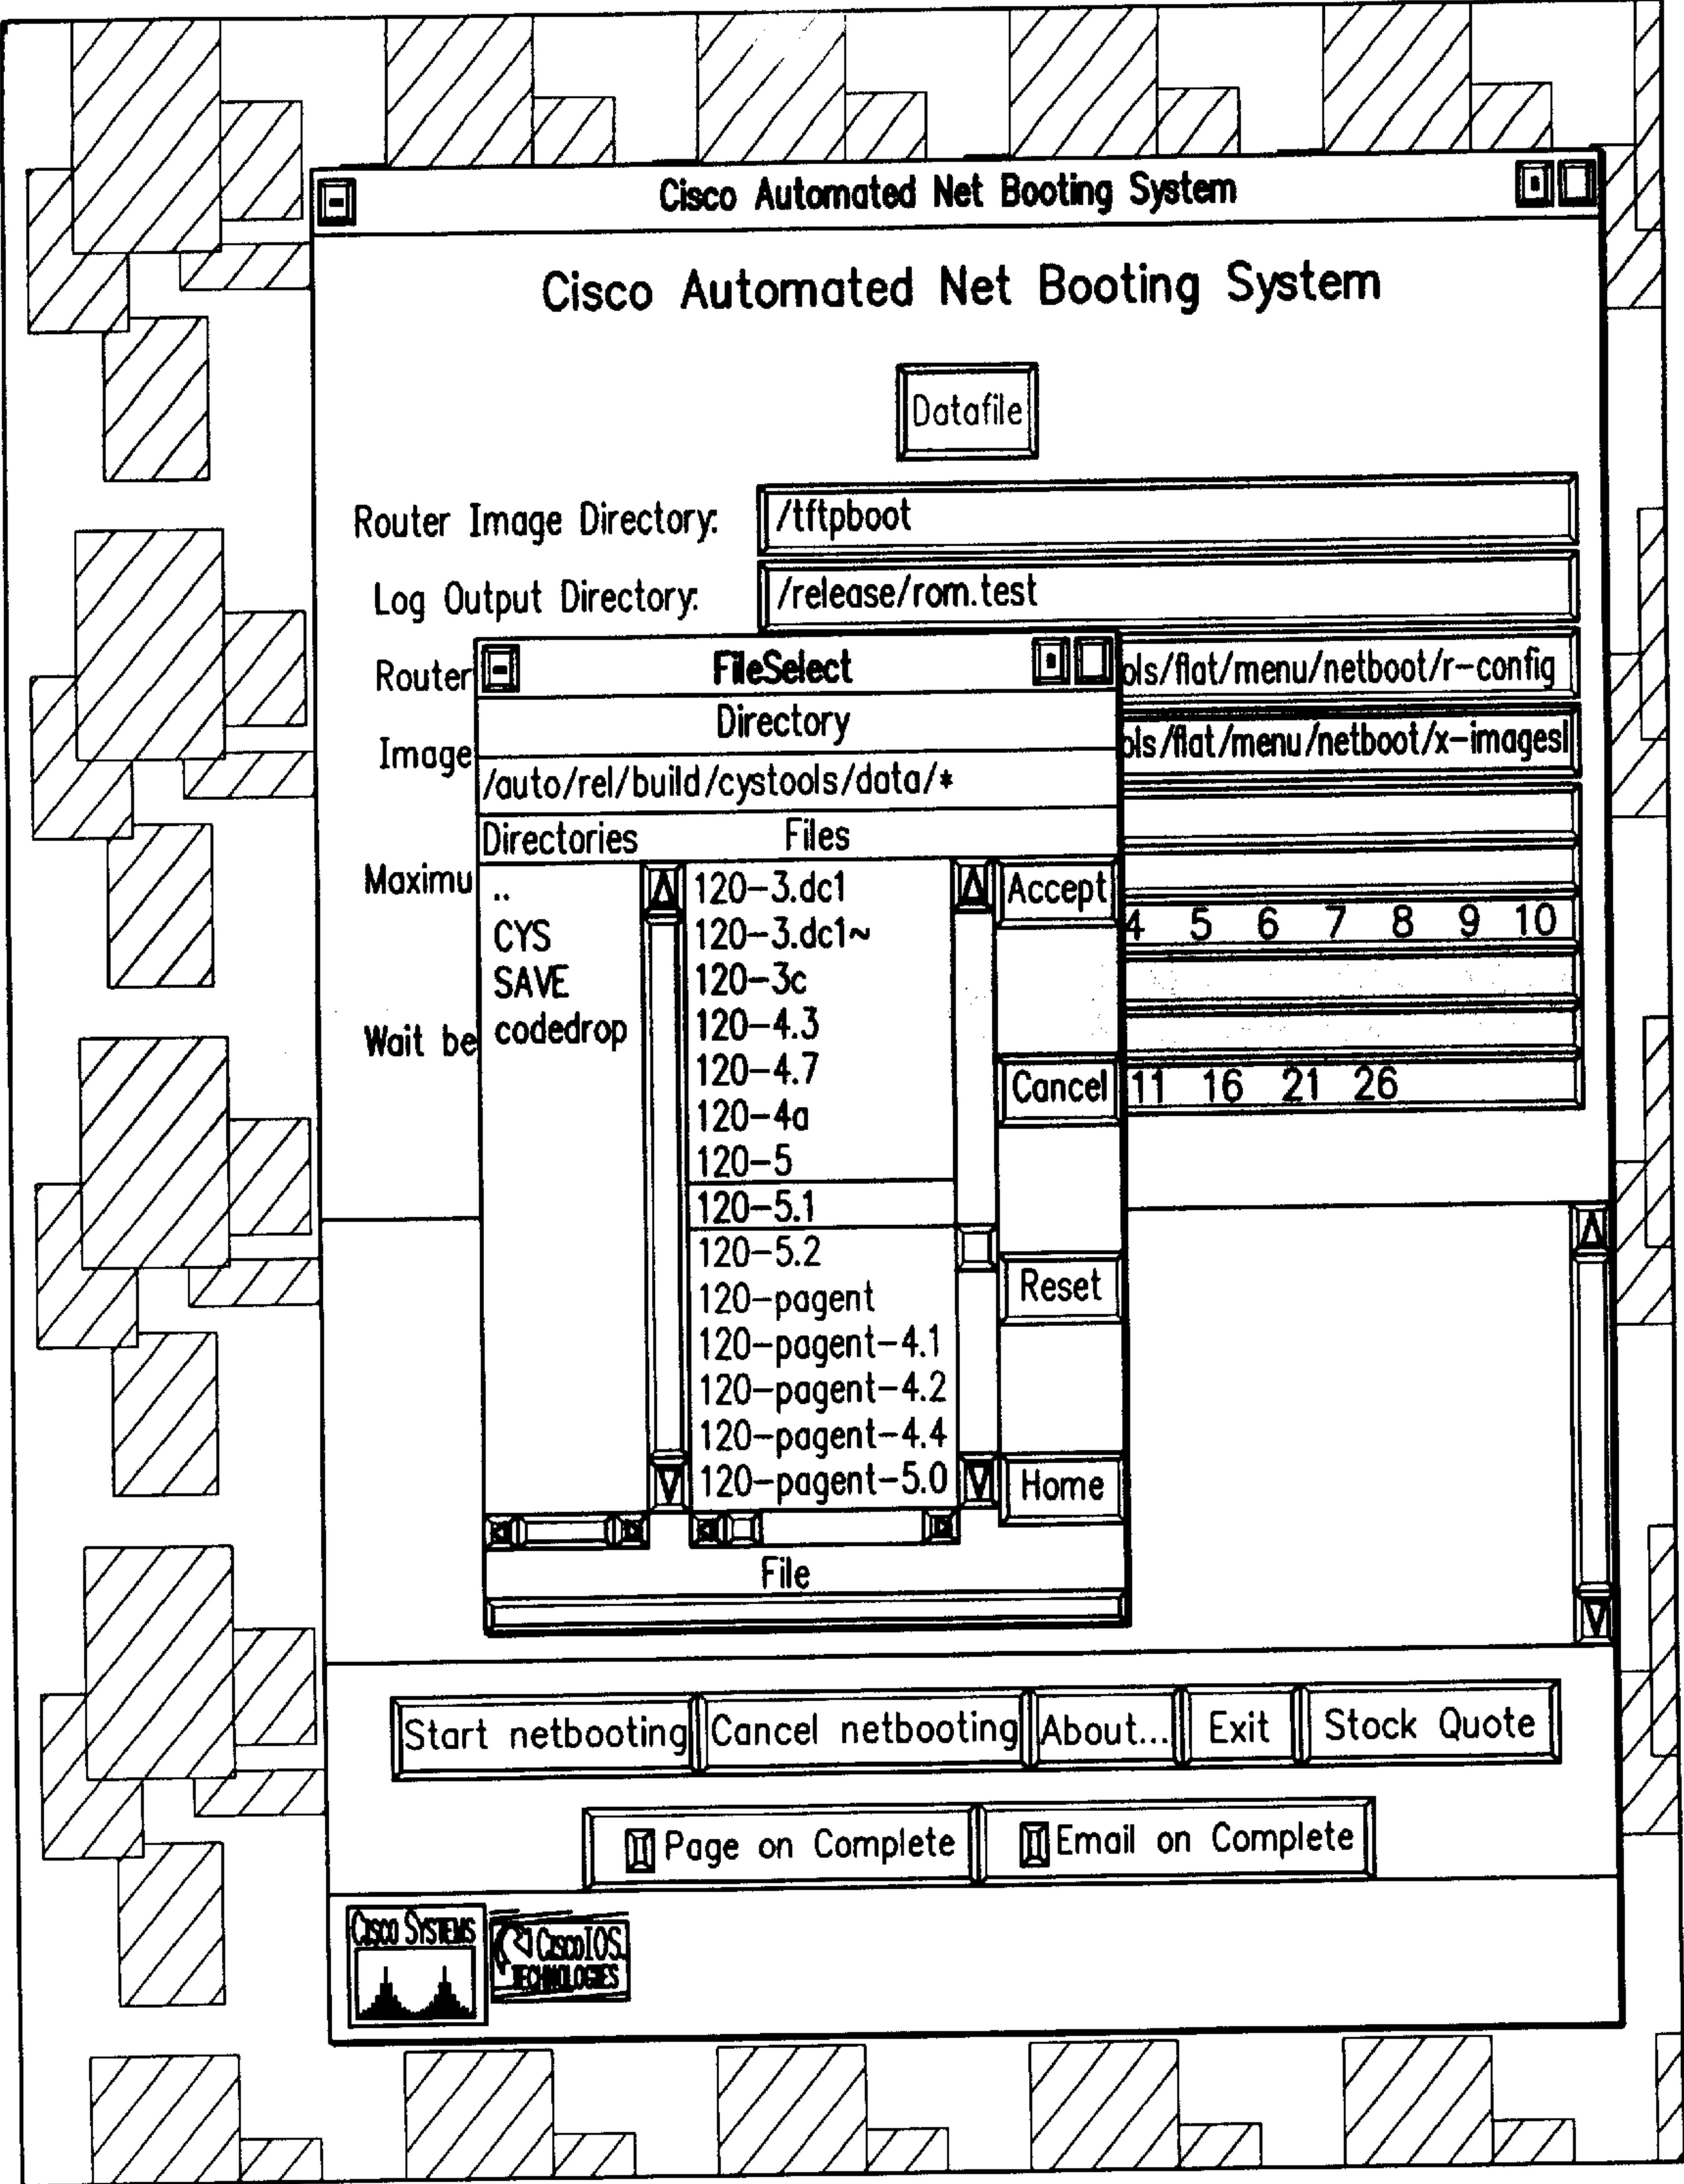 Cisco Automated Net Booting System
Cisco Automated Net Booting System
Datafile
Router Image Directory: /tftpboot
Log Output Directory: /release/rom.test
Router ols/flat/menu/netboot/r-config
Image ols/flat/menu/netboot/x-imagesl
Maximu
4 5 6 7 8 9 10
Wait be
11 16 21 26
FileSelect
Directory
/auto/rel/build/cystools/data/*
Directories Files
..
CYS
SAVE
codedrop
120-3.dc1
120-3.dc1~
120-3c
120-4.3
120-4.7
120-4a
120-5
120-5.1
120-5.2
120-pagent
120-pagent-4.1
120-pagent-4.2
120-pagent-4.4
120-pagent-5.0
Accept
Cancel
Reset
Home
File
Start netbooting Cancel netbooting About... Exit Stock Quote
Page on Complete Email on Complete
CISCO SYSTEMS
CISCO IOS
TECHNOLOGIES